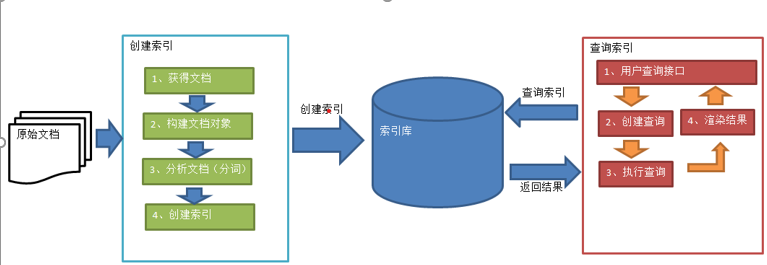 原始文档
创建索引
1、获得文档
2、构建文档对象
3、分析文档（分词）
4、创建索引
创建索引
索引库
查询索引
返回结果
查询索引
1、用户查询接口
2、创建查询
3、执行查询
4、渲染结果